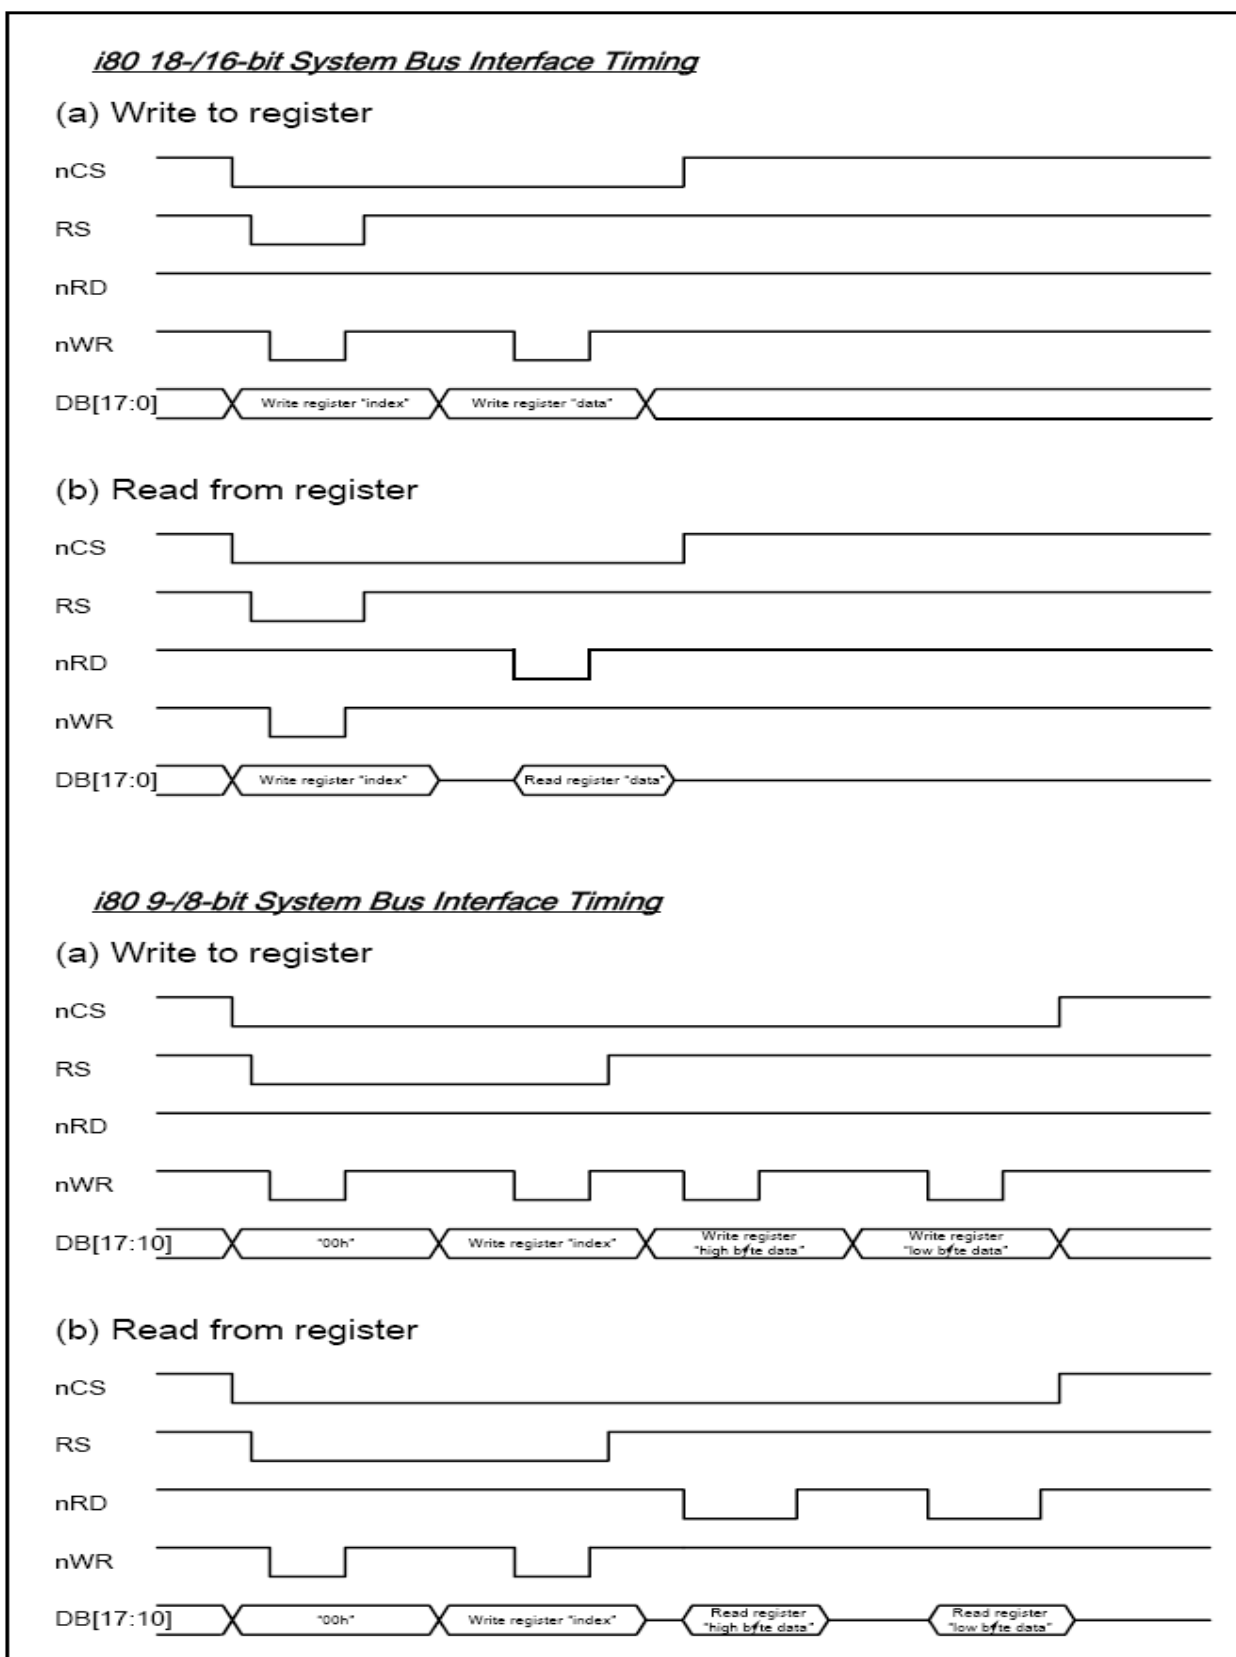 i80 18-/16-bit System Bus Interface Timing
(a) Write to register
nCS
RS
nRD
nWR
DB[17:0] Write register "index" Write register "data"
(b) Read from register
nCS
RS
nRD
nWR
DB[17:0] Write register "index" Read register "data"
i80 9-/8-bit System Bus Interface Timing
(a) Write to register
nCS
RS
nRD
nWR
DB[17:10] "00h" Write register "index" Write register "high byte data" Write register "low byte data"
(b) Read from register
nCS
RS
nRD
nWR
DB[17:10] "00h" Write register "index" Read register "high byte data" Read register "low byte data"